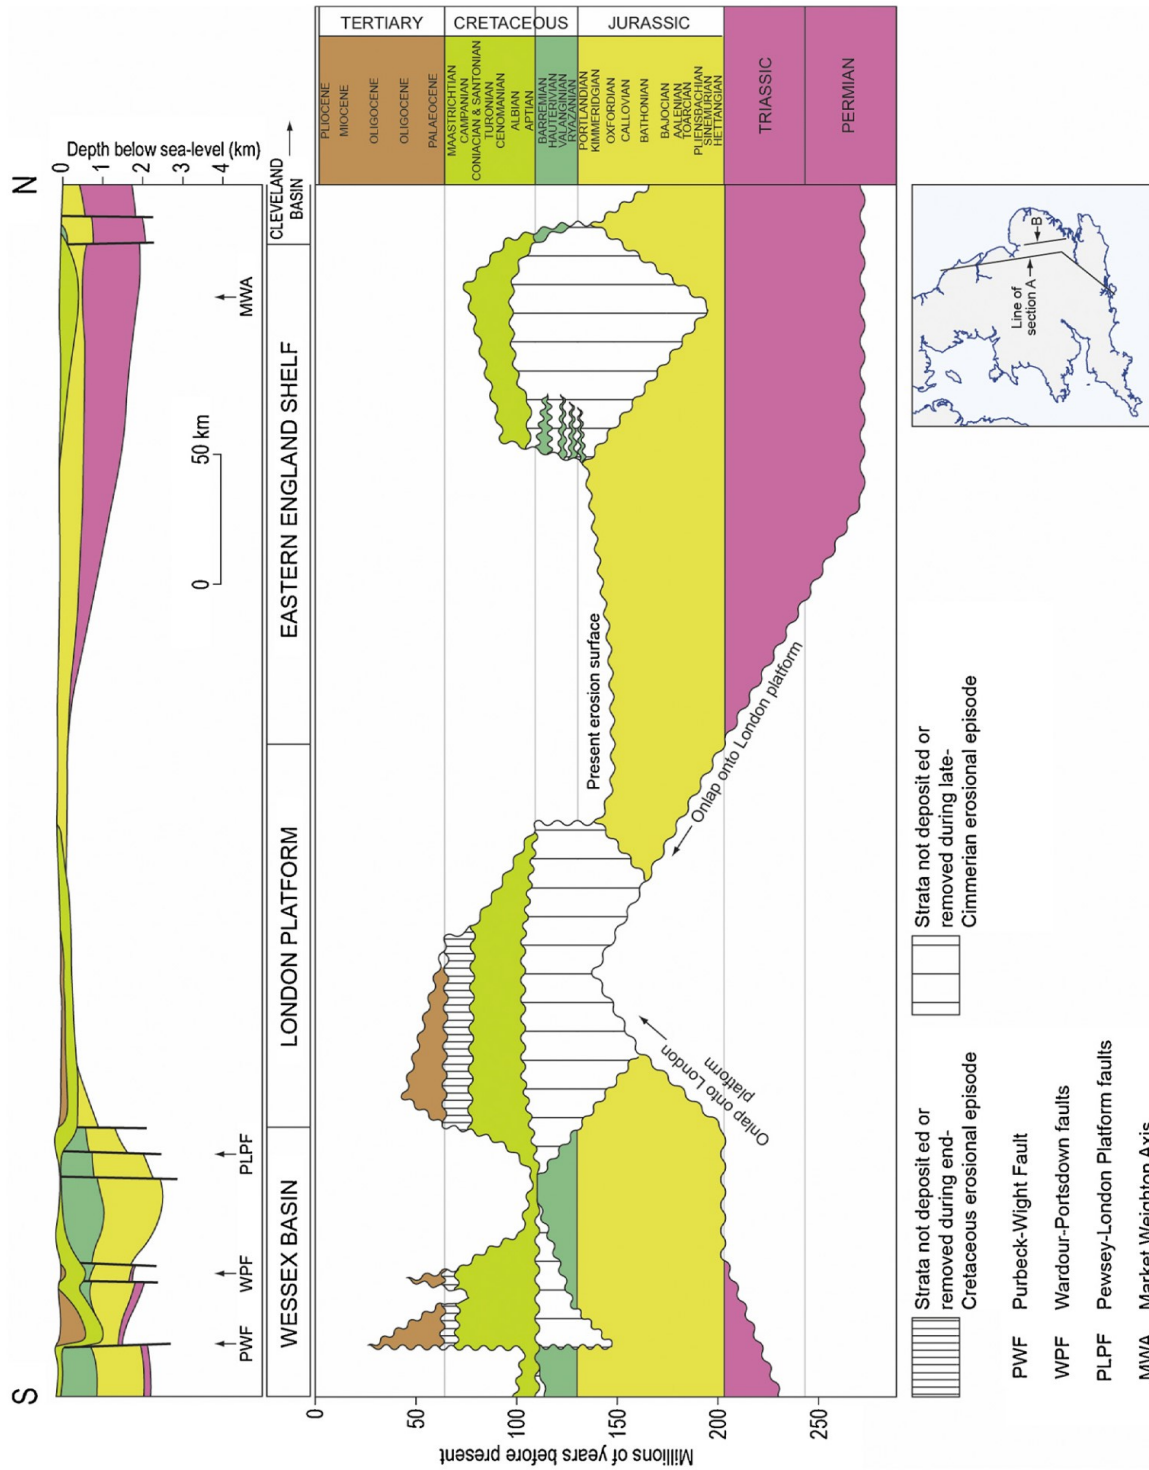 S
N
Depth below sea-level (km)
0
1
2
3
4
PWF
WPF
PLPF
0
50 km
MWA
WESSEX BASIN
LONDON PLATFORM
EASTERN ENGLAND SHELF
CLEVELAND
BASIN
Millions of years before present
0
50
100
150
200
250
TERTIARY
PLIOCENE
MIOCENE
OLIGOCENE
OLIGOCENE
PALAEOCENE
CRETACEOUS
MAASTRICHTIAN
CAMPANIAN
CONIACIAN & SANTONIAN
TURONIAN
CENOMANIAN
ALBIAN
APTIAN
BARREMIAN
HAUTERIVIAN
VALANGINIAN
RYAZANIAN
JURASSIC
PORTLANDIAN
KIMMERIDGIAN
OXFORDIAN
CALLOVIAN
BATHONIAN
BAJOCIAN
AALENIAN
TOARCIAN
PLIENSBACHIAN
SINEMURIAN
HETTANGIAN
TRIASSIC
PERMIAN
Present erosion surface
Onlap onto London platform
Onlap onto London
platform
Strata not deposit ed or
removed during end-
Cretaceous erosional episode
Strata not deposit ed or
removed during late-
Cimmerian erosional episode
PWF Purbeck-Wight Fault
WPF Wardour-Portsdown faults
PLPF Pewsey-London Platform faults
MWA Market Weighton Axis
Line of
section A
B